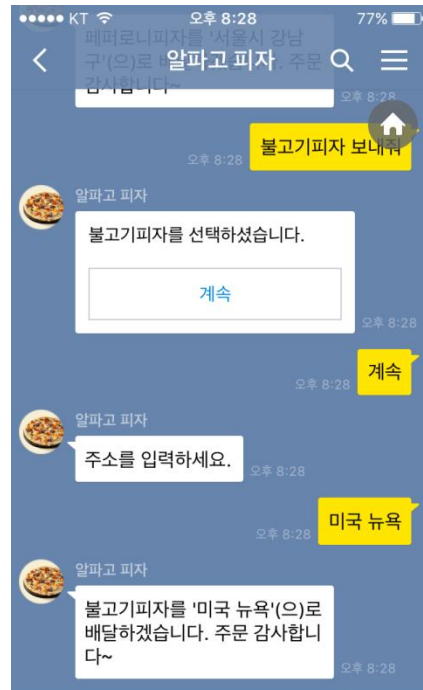 KT 오후 8:28 77%
페퍼로니피자를 '서울시 강남
알파고 피자
구'(으)로
주문
감사합니다~
오후 8:28
불고기피자 보내줘
오후 8:28
알파고 피자
불고기피자를 선택하셨습니다.
계속
오후 8:28
계속
오후 8:28
알파고 피자
주소를 입력하세요.
오후 8:28
미국 뉴욕
오후 8:28
알파고 피자
불고기피자를 '미국 뉴욕'(으)로
배달하겠습니다. 주문 감사합니
다~
오후 8:28